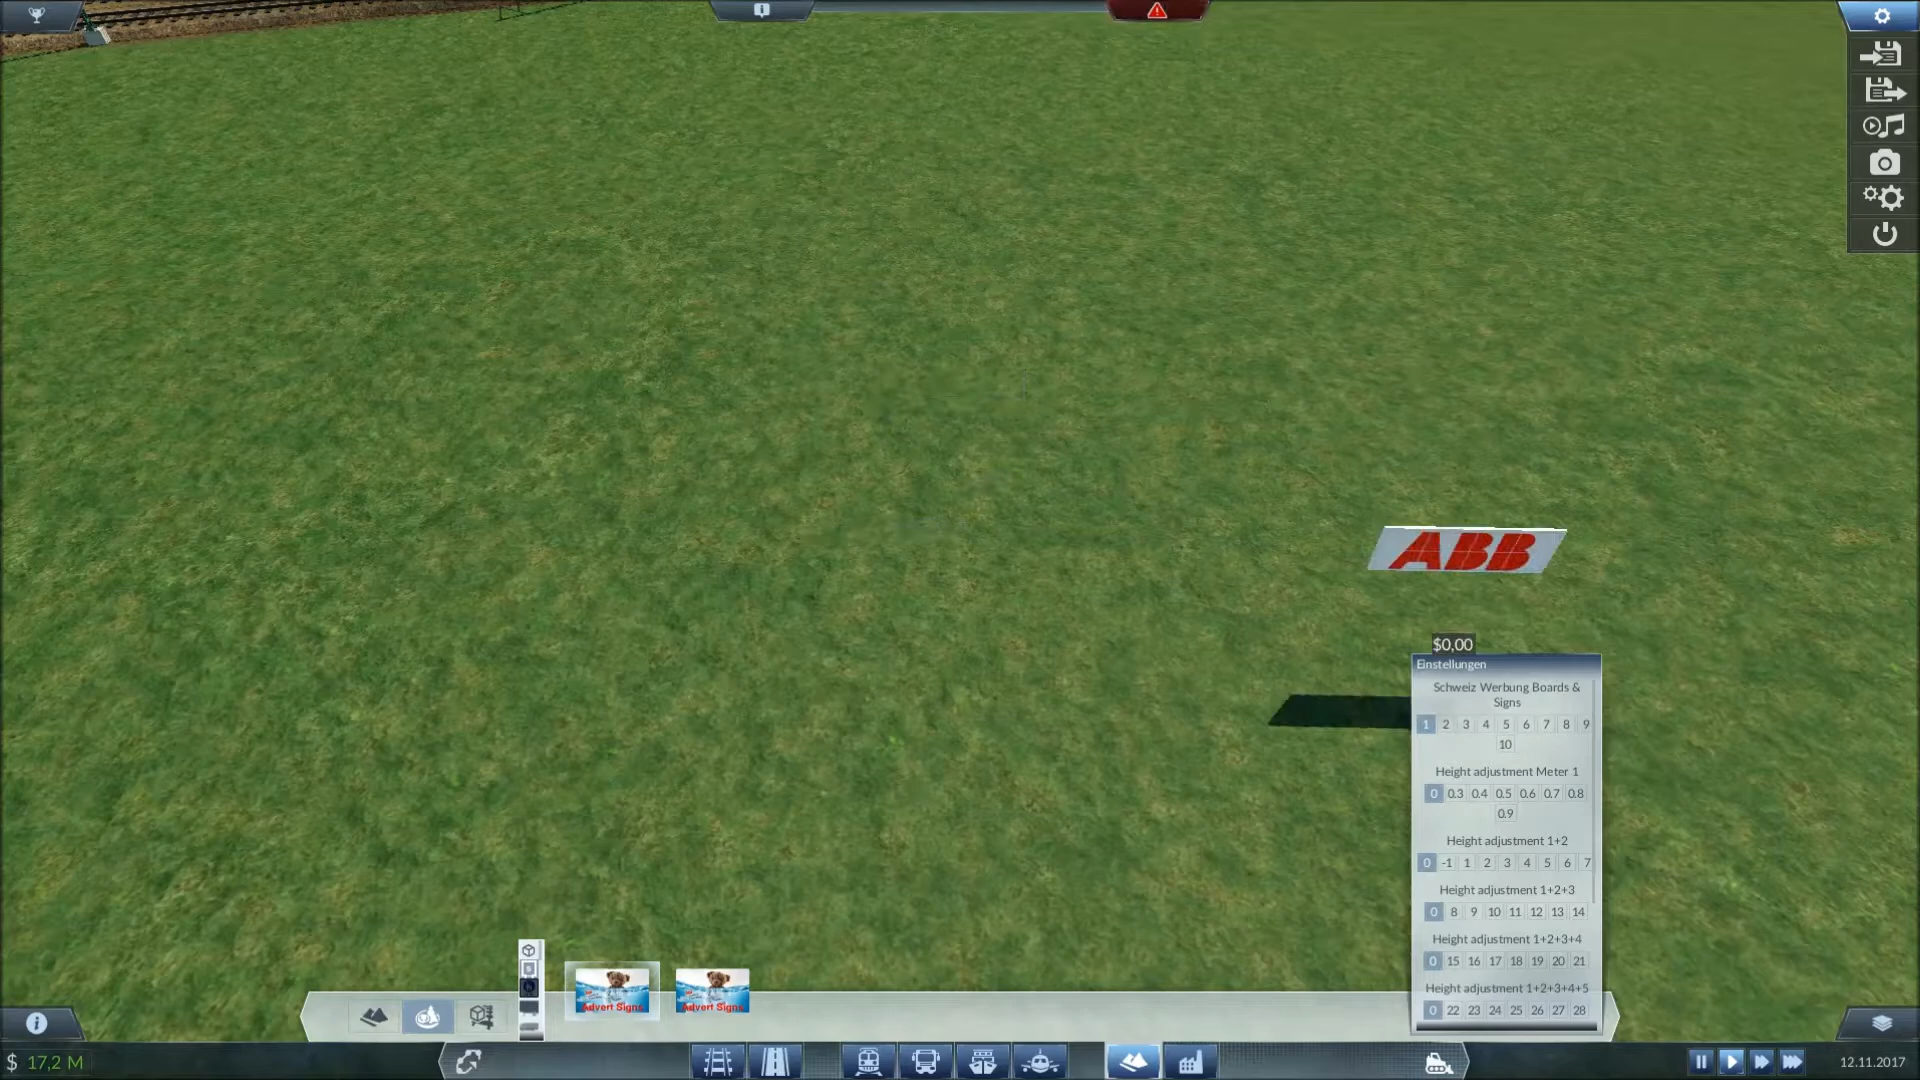 ABB
$0,00
Einstellungen
Schweiz Werbung Boards &
Signs
1 2 3 4 5 6 7 8 9
10
Height adjustment Meter 1
0 0.3 0.4 0.5 0.6 0.7 0.8
0.9
Height adjustment 1+2
0 -1 1 2 3 4 5 6 7
Height adjustment 1+2+3
0 8 9 10 11 12 13 14
Height adjustment 1+2+3+4
0 15 16 17 18 19 20 21
Height adjustment 1+2+3+4+5
0 22 23 24 25 26 27 28
Advert Signs
Advert Signs
$ 17,2 M
12.11.2017